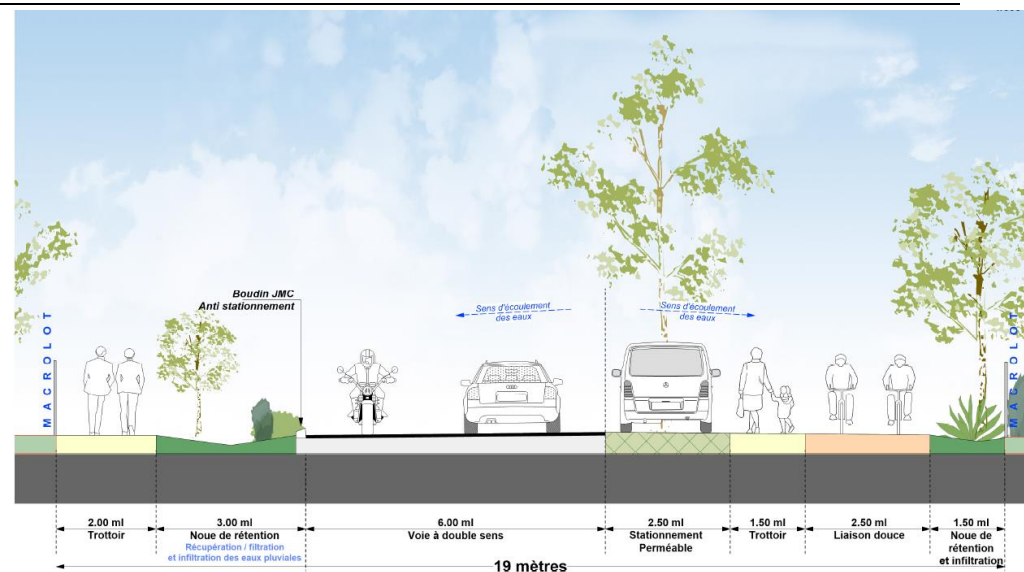 Boudin JMC
Anti stationnement
Sens d'écoulement
des eaux
Sens d'écoulement
des eaux
MACROLOT
MACROLOT
2.00 ml
Trottoir
3.00 ml
Noue de rétention
Récupération / filtration
et infiltration des eaux pluviales
6.00 ml
Voie à double sens
2.50 ml
Stationnement
Perméable
1.50 ml
Trottoir
2.50 ml
Liaison douce
1.50 ml
Noue de
rétention
et infiltration
19 mètres